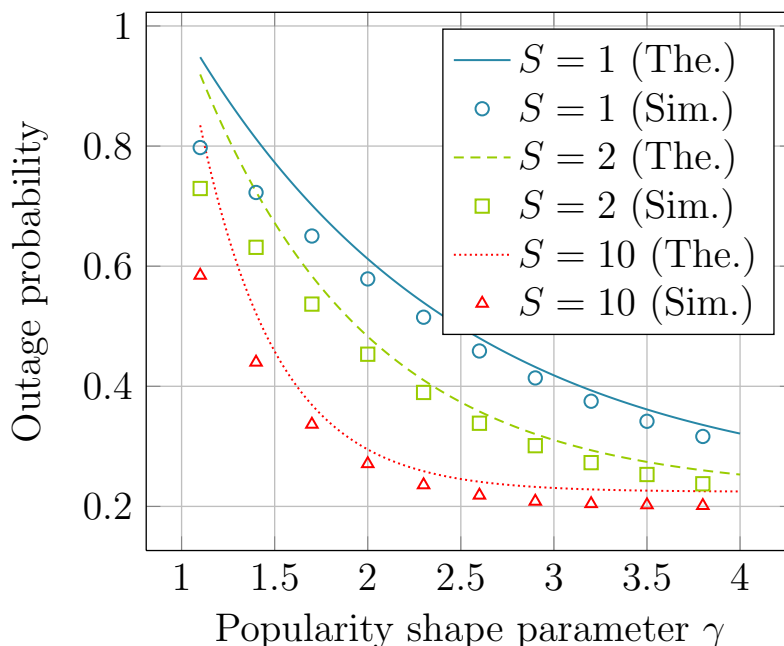 1
0.8
0.6
0.4
0.2
Outage probability
S = 1 (The.)
S = 1 (Sim.)
S = 2 (The.)
S = 2 (Sim.)
S = 10 (The.)
S = 10 (Sim.)
1 1.5 2 2.5 3 3.5 4
Popularity shape parameter γ